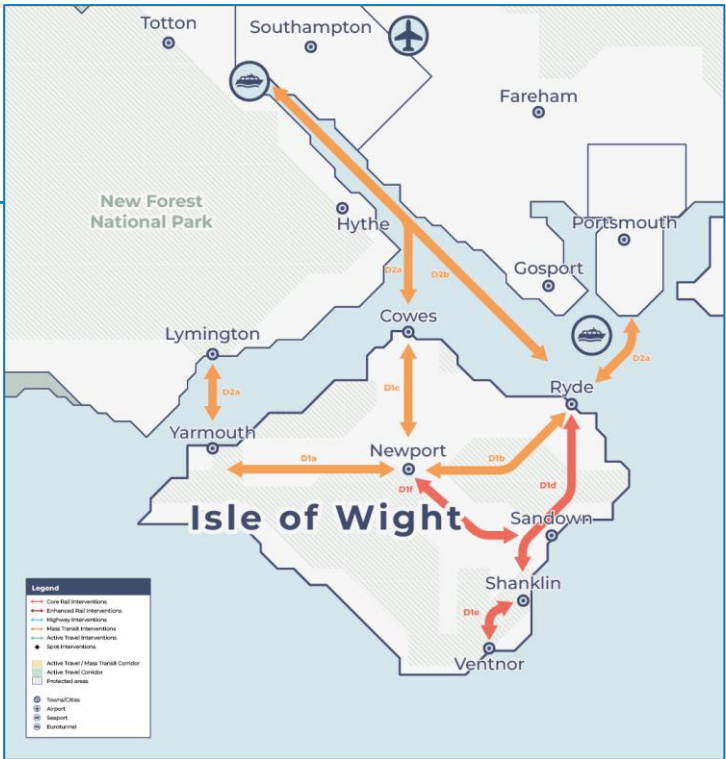 Totton
Southampton
Fareham
New Forest
National Park
Hythe
Portsmouth
Gosport
D2a
D2b
Cowes
Lymington
D2a
D2a
Ryde
D1c
Yarmouth
Newport
D1a
D1b
D1f
D1d
Isle of Wight
Sandown
Shanklin
D1e
Ventnor
Legend
Core Rail Interventions
Enhanced Rail Interventions
Highway Interventions
Mass Transit Interventions
Active Travel Interventions
Spot Interventions
Active Travel / Mass Transit Corridor
Active Travel Corridor
Protected areas
Towns/Cities
Airport
Seaport
Eurotunnel